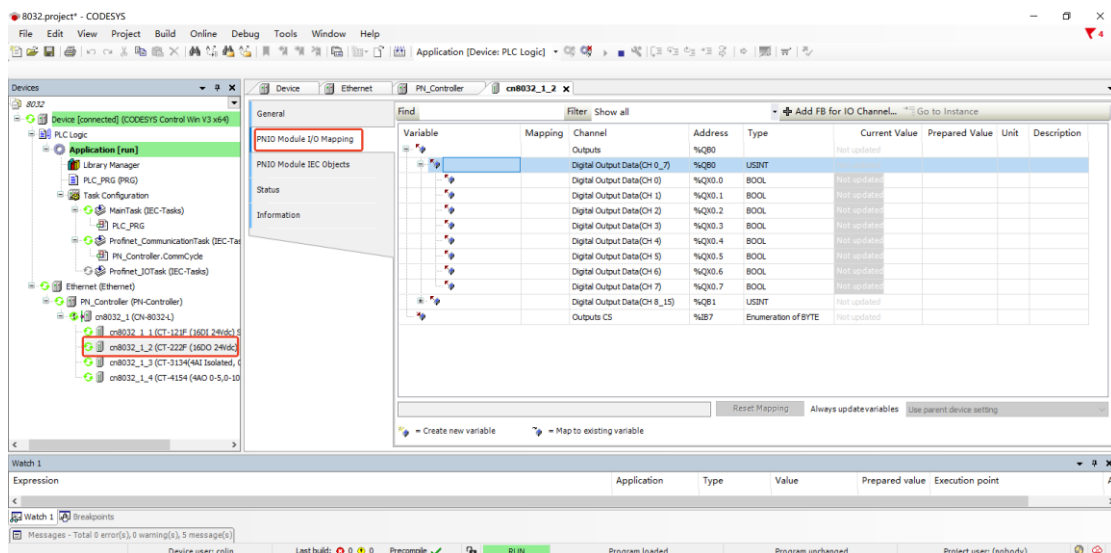 8032.project* - CODESYS
File Edit View Project Build Online Debug Tools Window Help
Application [Device: PLC Logic]
4
Devices
Device Ethernet PN_Controller cn8032_1_2
8032
Device [connected] (CODESYS Control Win V3 x64)
PLC Logic
Application [run]
Library Manager
PLC_PRG (PRG)
Task Configuration
MainTask (IEC-Tasks)
PLC_PRG
Profinet_CommunicationTask (IEC-Tas
PN_Controller.CommCycle
Profinet_IOTask (IEC-Tasks)
Ethernet (Ethernet)
PN_Controller (PN-Controller)
cn8032_1 (CN-8032-L)
cn8032_1_1 (CT-121F (16DI 24Vdc) S
cn8032_1_2 (CT-222F (16DO 24Vdc)
cn8032_1_3 (CT-3134(4AI Isolated, 0
cn8032_1_4 (CT-4154 (4AO 0-5,0-10
General
PNIO Module I/O Mapping
PNIO Module IEC Objects
Status
Information
Find Filter Show all Add FB for IO Channel... Go to Instance
Variable Mapping Channel Address Type Current Value Prepared Value Unit Description
Outputs %QB0 Not updated
Digital Output Data(CH 0_7) %QB0 USINT
Digital Output Data(CH 0) %QX0.0 BOOL Not updated
Digital Output Data(CH 1) %QX0.1 BOOL Not updated
Digital Output Data(CH 2) %QX0.2 BOOL Not updated
Digital Output Data(CH 3) %QX0.3 BOOL Not updated
Digital Output Data(CH 4) %QX0.4 BOOL Not updated
Digital Output Data(CH 5) %QX0.5 BOOL Not updated
Digital Output Data(CH 6) %QX0.6 BOOL Not updated
Digital Output Data(CH 7) %QX0.7 BOOL Not updated
Digital Output Data(CH 8_15) %QB1 USINT Not updated
Outputs CS %IB7 Enumeration of BYTE Not updated
Reset Mapping Always update variables Use parent device setting
= Create new variable = Map to existing variable
Watch 1
Expression Application Type Value Prepared value Execution point
Watch 1 Breakpoints
Messages - Total 0 error(s), 0 warning(s), 5 message(s)
Device user: colin Last build: 0 0 Precompile RUN Program loaded Program unchanged Project user: (nobody)